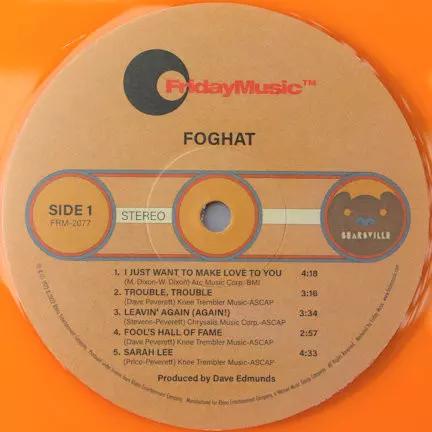 FridayMusic™
FOGHAT
SIDE 1
FRM-2077
STEREO
BEARSVILLE
1. I JUST WANT TO MAKE LOVE TO YOU 4:18
(M. Dixon-W. Dixon) Arc Music Corp.-BMI
2. TROUBLE, TROUBLE 3:16
(Dave Peverett) Knee Trembler Music-ASCAP
3. LEAVIN' AGAIN (AGAIN!) 3:34
(Stevens-Peverett) Chrysalis Music Corp.-ASCAP
4. FOOL'S HALL OF FAME 2:57
(Dave Peverett) Knee Trembler Music-ASCAP
5. SARAH LEE 4:33
(Price-Peverett) Knee Trembler Music-ASCAP
Produced by Dave Edmunds